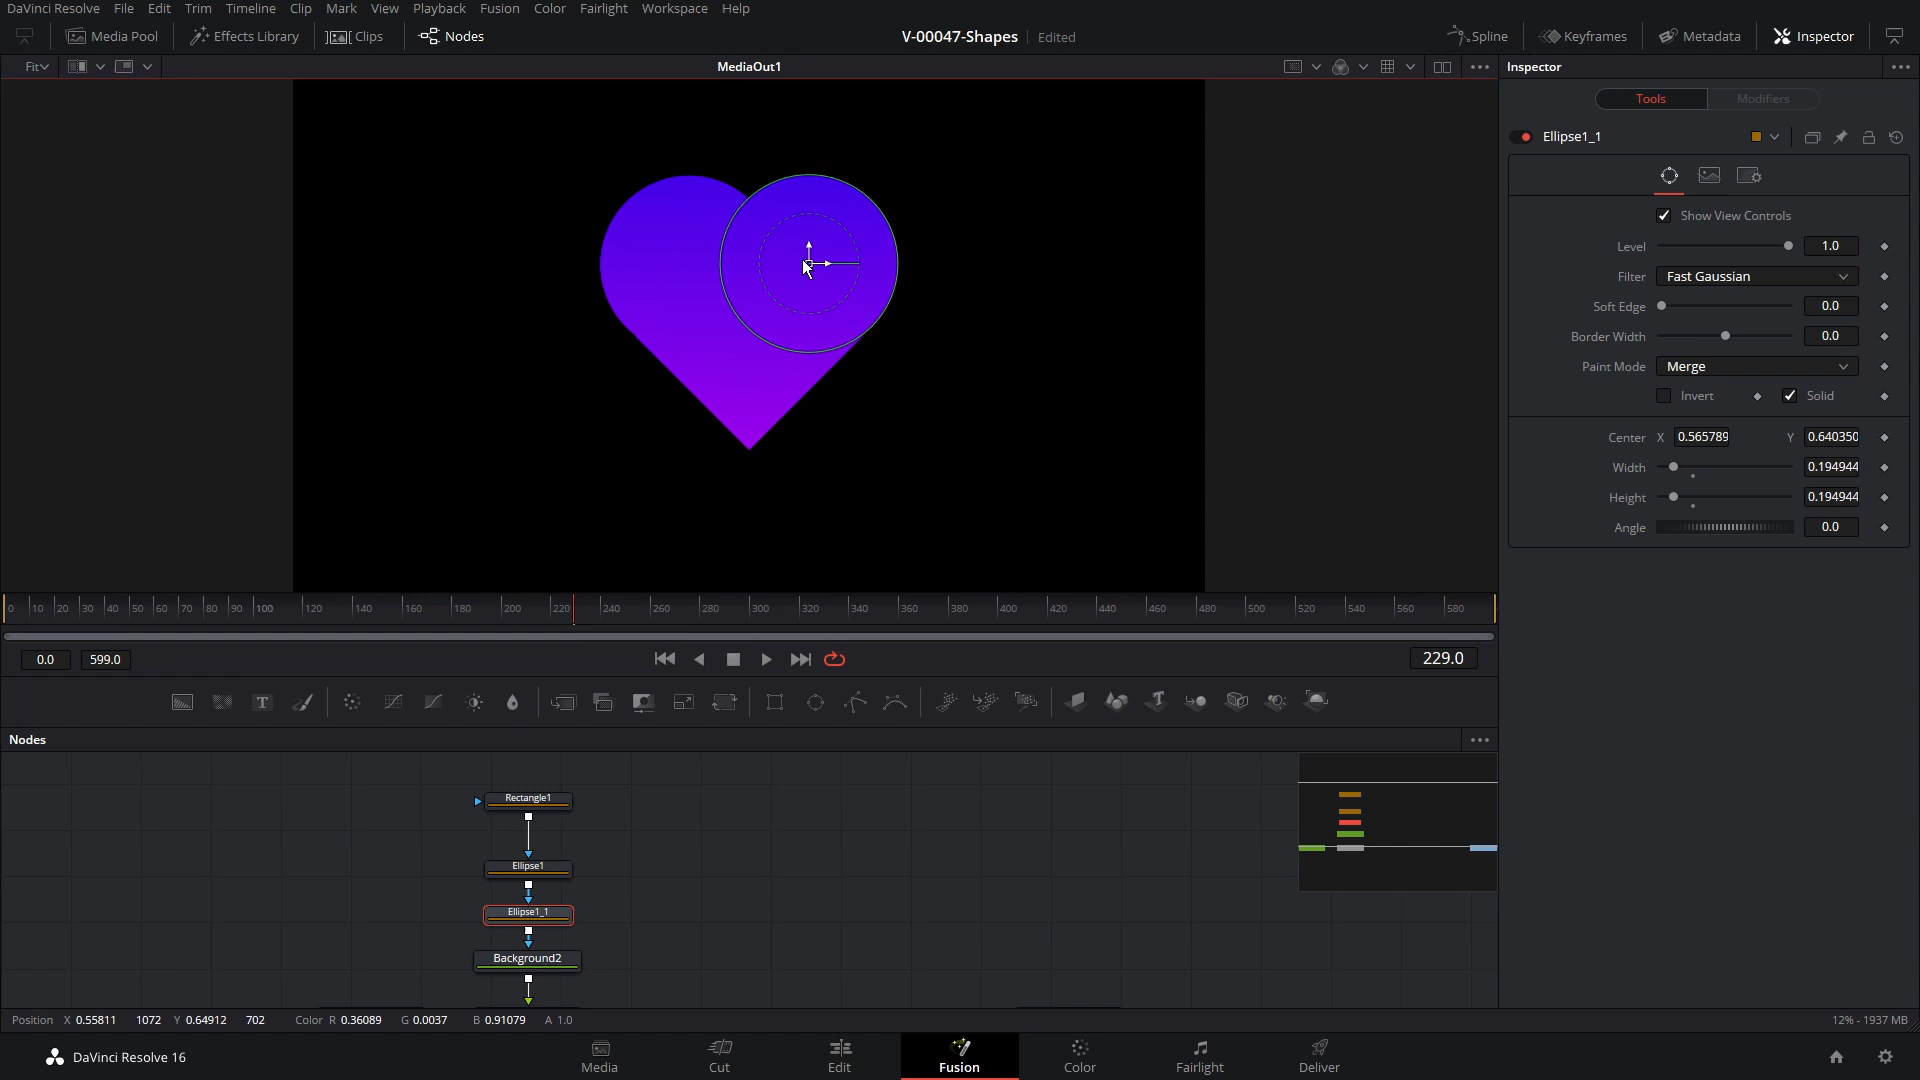 DaVinci Resolve File Edit Trim Timeline Clip Mark View Playback Fusion Color Fairlight Workspace Help
Media Pool Effects Library Clips Nodes V-00047-Shapes Edited Spline Keyframes Metadata Inspector
Fit MediaOut1 Inspector
Tools Modifiers
Ellipse1_1
Show View Controls
Level 1.0
Filter Fast Gaussian
Soft Edge 0.0
Border Width 0.0
Paint Mode Merge
Invert Solid
Center X 0.565789 Y 0.640350
Width 0.194944
Height 0.194944
Angle 0.0
0 10 20 30 40 50 60 70 80 90 100 120 140 160 180 200 220 240 260 280 300 320 340 360 380 400 420 440 460 480 500 520 540 560 580
0.0 599.0 229.0
Nodes
Rectangle1
Ellipse1
Ellipse1_1
Background2
Position X 0.55811 1072 Y 0.64912 702 Color R 0.36089 G 0.0037 B 0.91079 A 1.0 12% - 1937 MB
DaVinci Resolve 16 Media Cut Edit Fusion Color Fairlight Deliver